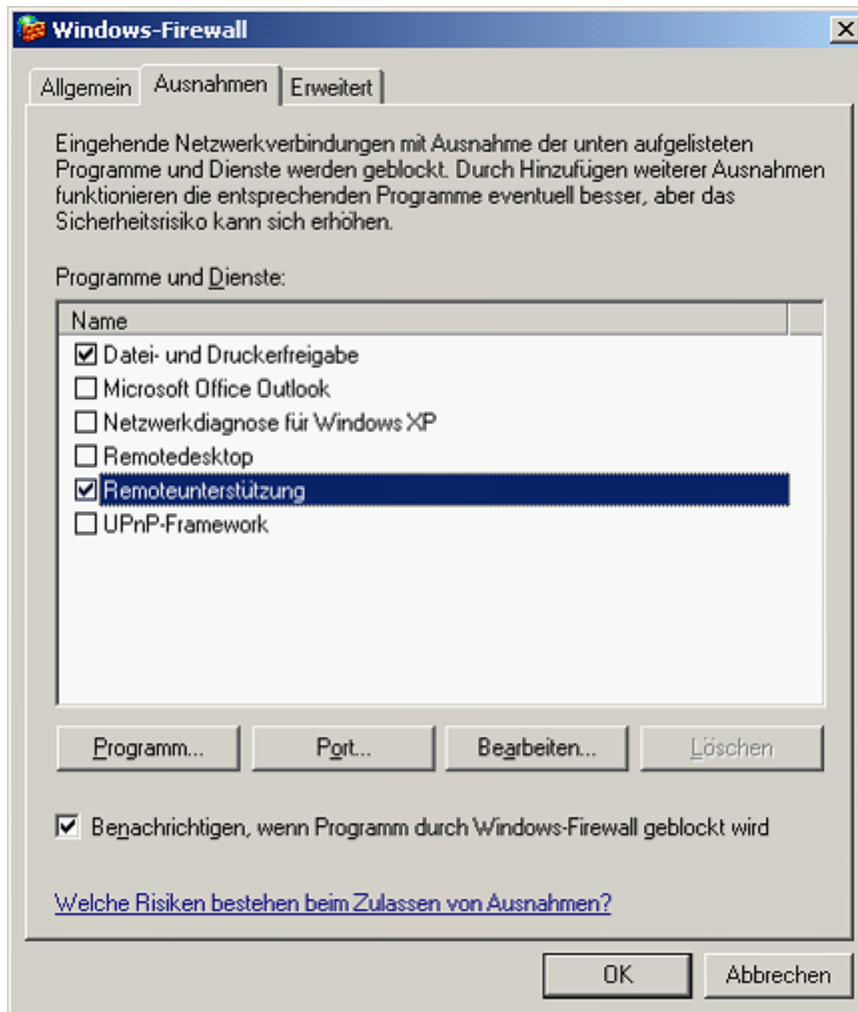 Windows-Firewall
Allgemein Ausnahmen Erweitert
Eingehende Netzwerkverbindungen mit Ausnahme der unten aufgelisteten
Programme und Dienste werden geblockt. Durch Hinzufügen weiterer Ausnahmen
funktionieren die entsprechenden Programme eventuell besser, aber das
Sicherheitsrisiko kann sich erhöhen.
Programme und Dienste:
Name
Datei- und Druckerfreigabe
Microsoft Office Outlook
Netzwerkdiagnose für Windows XP
Remotedesktop
Remoteunterstützung
UPnP-Framework
Programm... Port... Bearbeiten... Löschen
Benachrichtigen, wenn Programm durch Windows-Firewall geblockt wird
Welche Risiken bestehen beim Zulassen von Ausnahmen?
OK Abbrechen